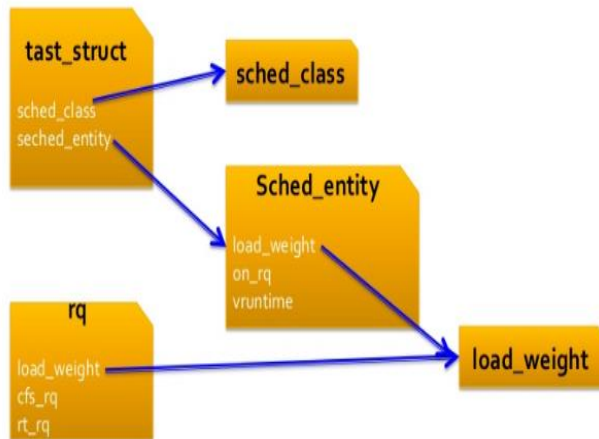 tast_struct
sched_class
seched_entity
sched_class
Sched_entity
load_weight
on_rq
vruntime
rq
load_weight
cfs_rq
rt_rq
load_weight